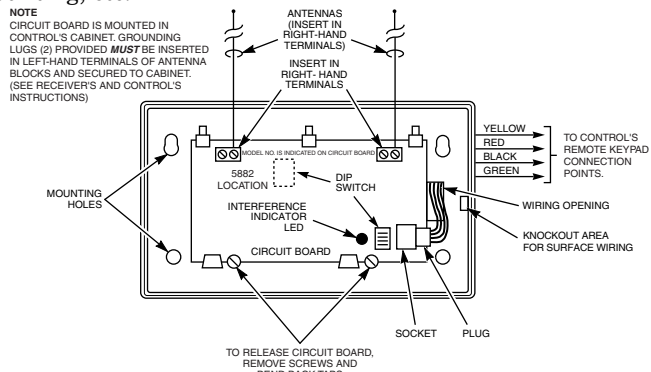 NOTE
CIRCUIT BOARD IS MOUNTED IN
CONTROL'S CABINET. GROUNDING
LUGS (2) PROVIDED MUST BE INSERTED
IN LEFT-HAND TERMINALS OF ANTENNA
BLOCKS AND SECURED TO CABINET.
(SEE RECEIVER'S AND CONTROL'S
INSTRUCTIONS)
ANTENNAS
(INSERT IN
RIGHT-HAND
TERMINALS)
INSERT IN
RIGHT- HAND
TERMINALS
MODEL NO. IS INDICATED ON CIRCUIT BOARD
5882
LOCATION
DIP
SWITCH
INTERFERENCE
INDICATOR
LED
CIRCUIT BOARD
MOUNTING
HOLES
YELLOW
RED
BLACK
GREEN
TO CONTROL'S
REMOTE KEYPAD
CONNECTION
POINTS.
WIRING OPENING
KNOCKOUT AREA
FOR SURFACE WIRING
SOCKET
PLUG
TO RELEASE CIRCUIT BOARD,
REMOVE SCREWS AND